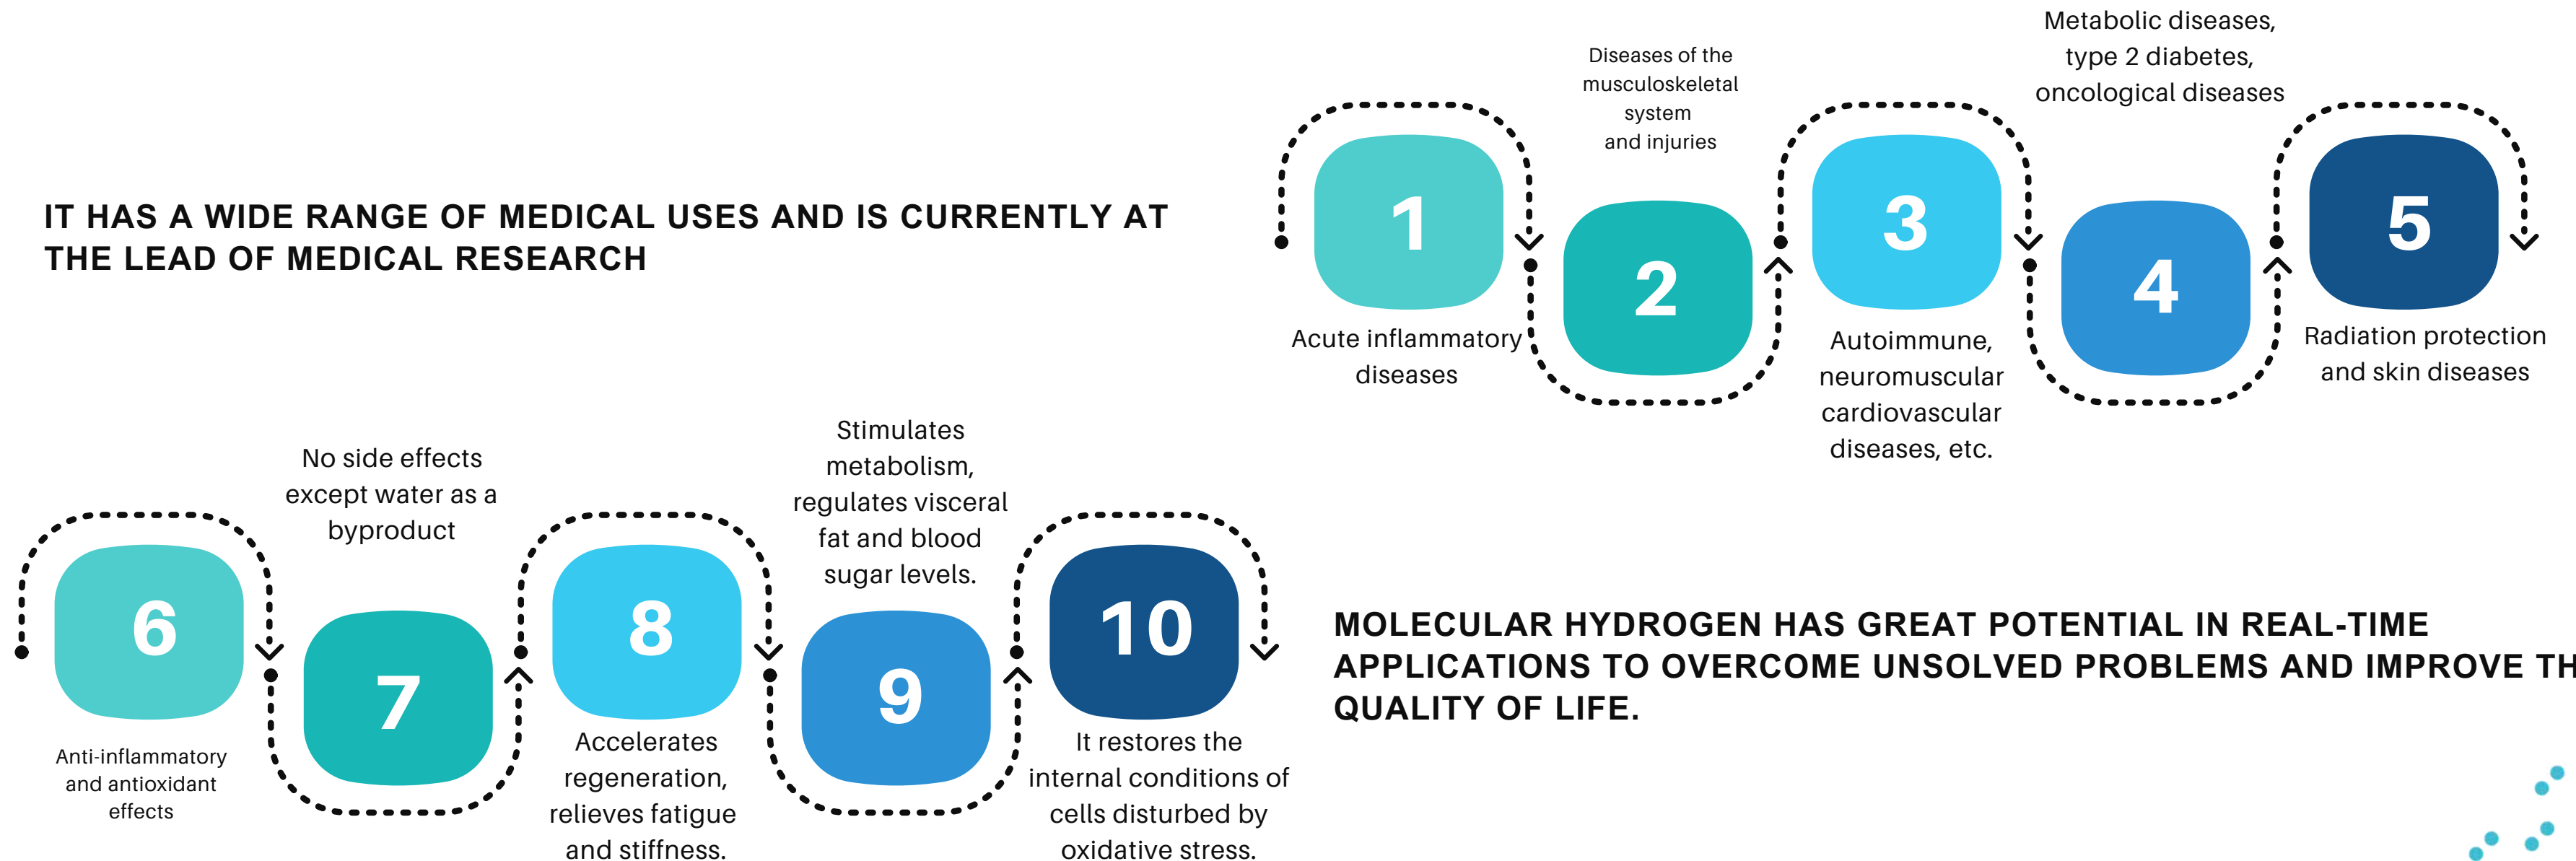 IT HAS A WIDE RANGE OF MEDICAL USES AND IS CURRENTLY AT
THE LEAD OF MEDICAL RESEARCH
1
Acute inflammatory
diseases
Diseases of the
musculoskeletal
system
and injuries
2
3
Autoimmune,
neuromuscular
cardiovascular
diseases, etc.
Metabolic diseases,
type 2 diabetes,
oncological diseases
4
5
Radiation protection
and skin diseases
6
Anti-inflammatory
and antioxidant
effects
No side effects
except water as a
byproduct
7
8
Accelerates
regeneration,
relieves fatigue
and stiffness.
Stimulates
metabolism,
regulates visceral
fat and blood
sugar levels.
9
10
It restores the
internal conditions of
cells disturbed by
oxidative stress.
MOLECULAR HYDROGEN HAS GREAT POTENTIAL IN REAL-TIME
APPLICATIONS TO OVERCOME UNSOLVED PROBLEMS AND IMPROVE TH
QUALITY OF LIFE.